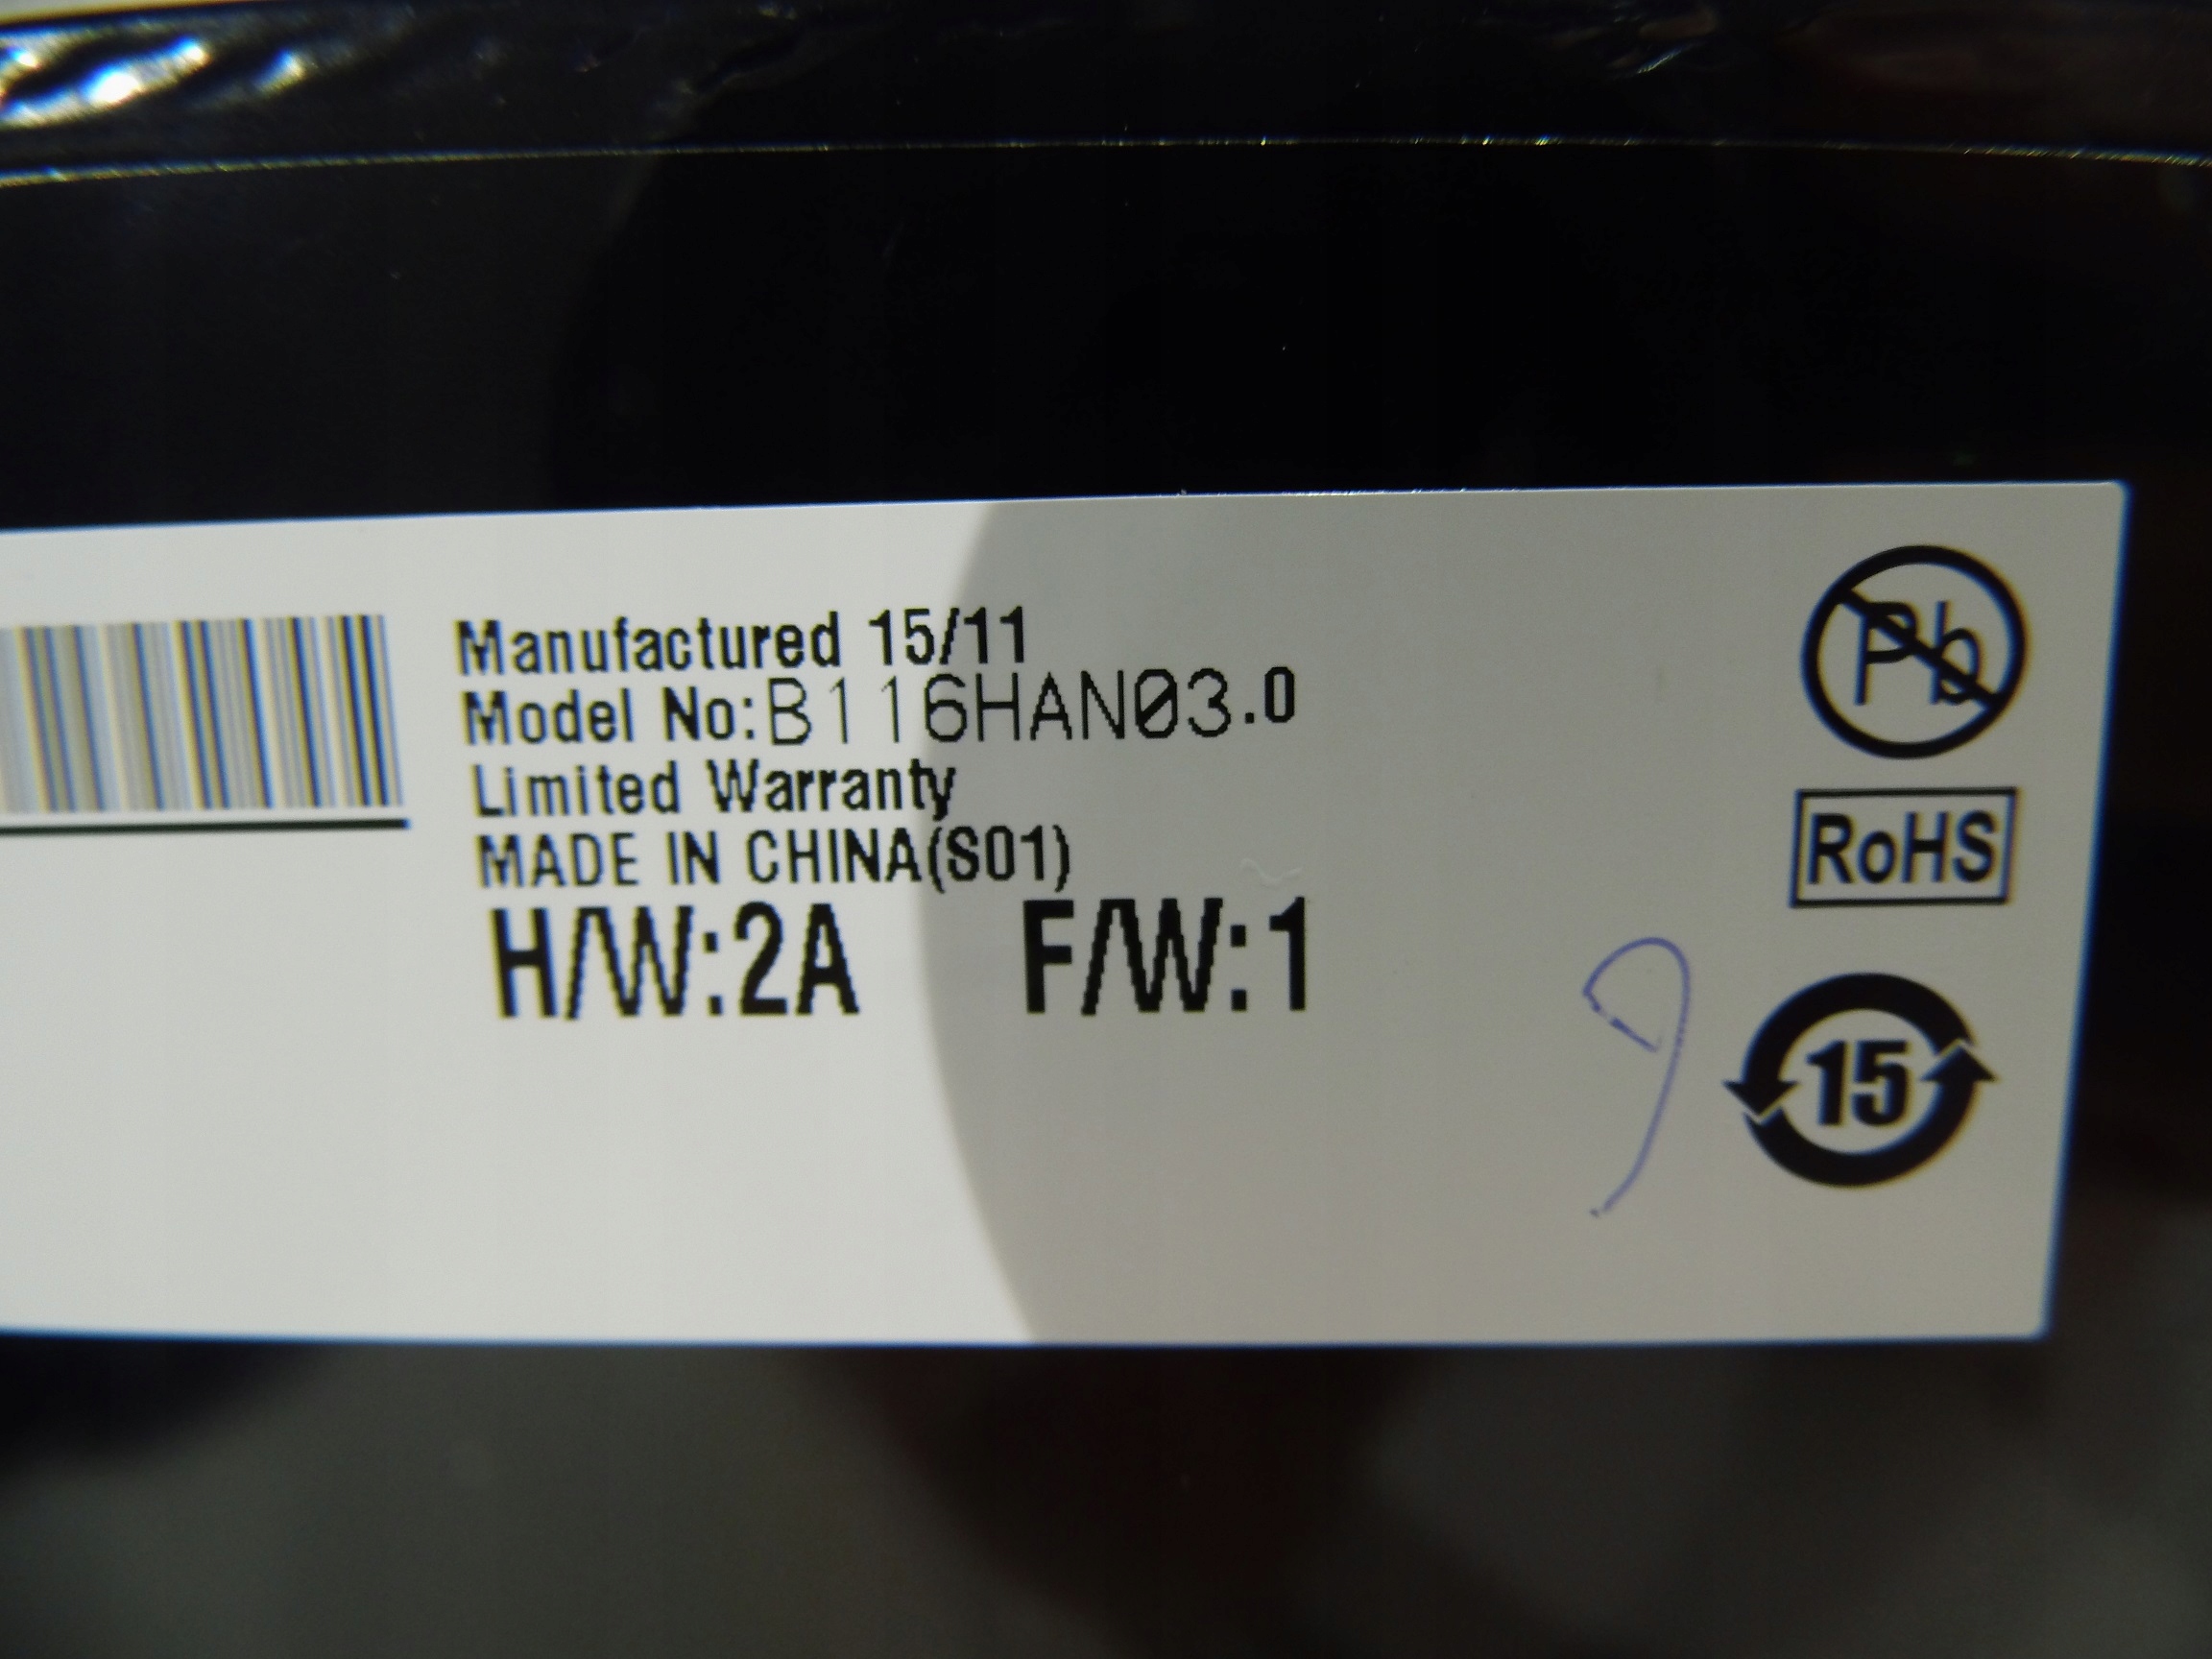 Manufactured 15/11
Model No:B116HAN03.0
Limited Warranty
MADE IN CHINA(S01)
H/W:2A F/W:1
Pb
RoHS
9
15